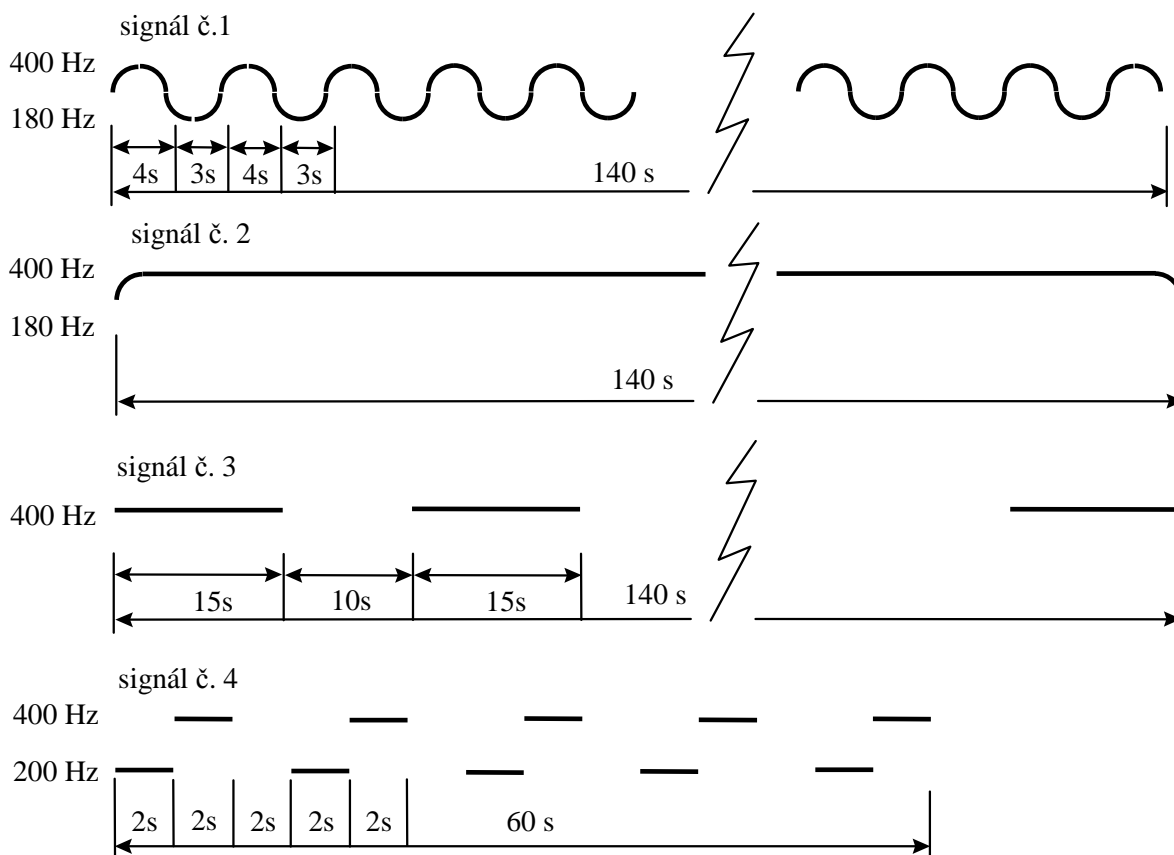 signál č.1
400 Hz
180 Hz
4s 3s 4s 3s 140 s
signál č. 2
400 Hz
180 Hz
140 s
signál č. 3
400 Hz
15s 10s 15s 140 s
signál č. 4
400 Hz
200 Hz
2s 2s 2s 2s 2s 60 s